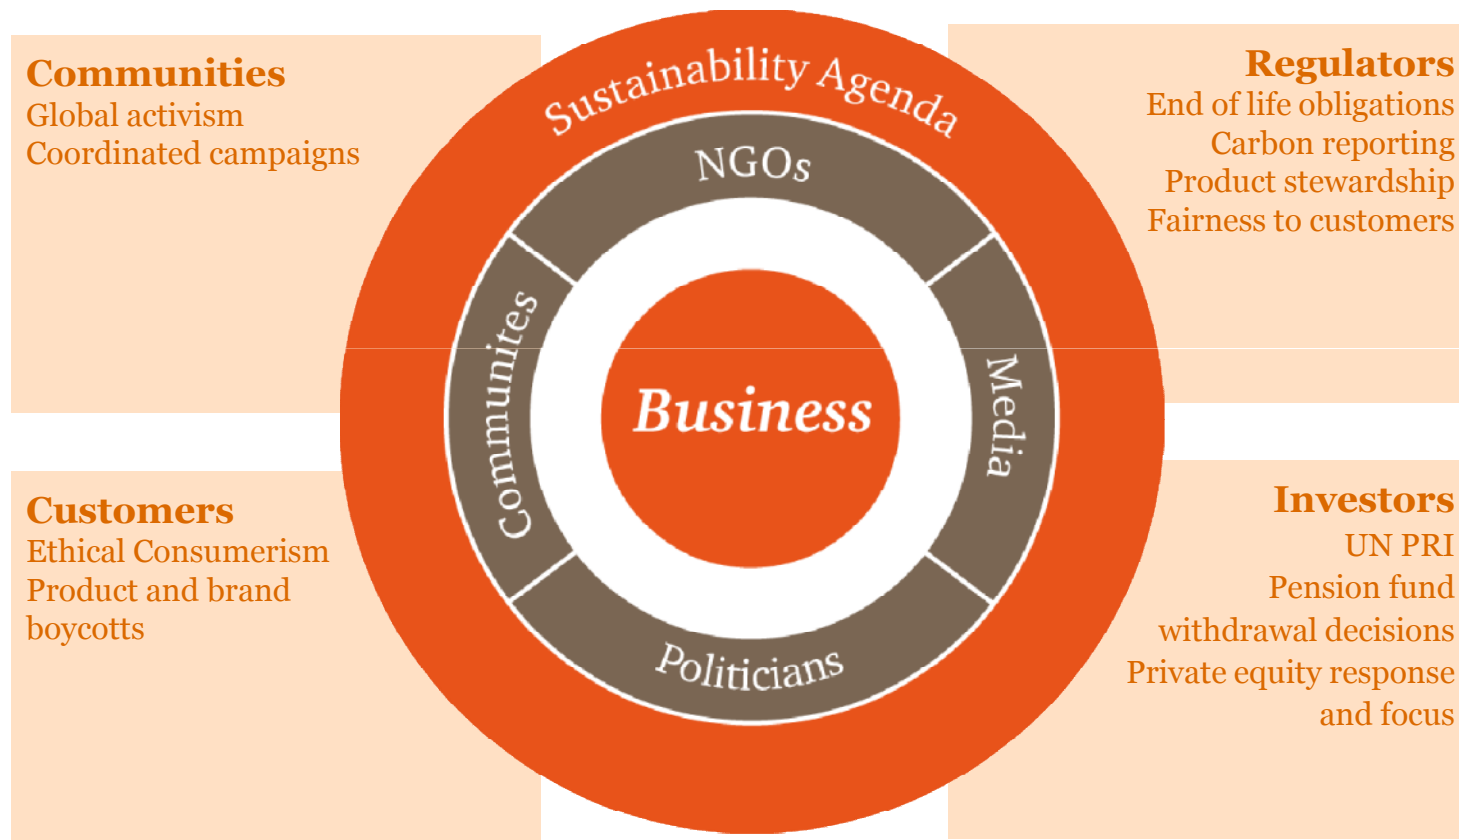 Communities
Global activism
Coordinated campaigns
Sustainability Agenda
NGOs
Communites
Business
Media
Politicians
Regulators
End of life obligations
Carbon reporting
Product stewardship
Fairness to customers
Customers
Ethical Consumerism
Product and brand
boycotts
Investors
UN PRI
Pension fund
withdrawal decisions
Private equity response
and focus